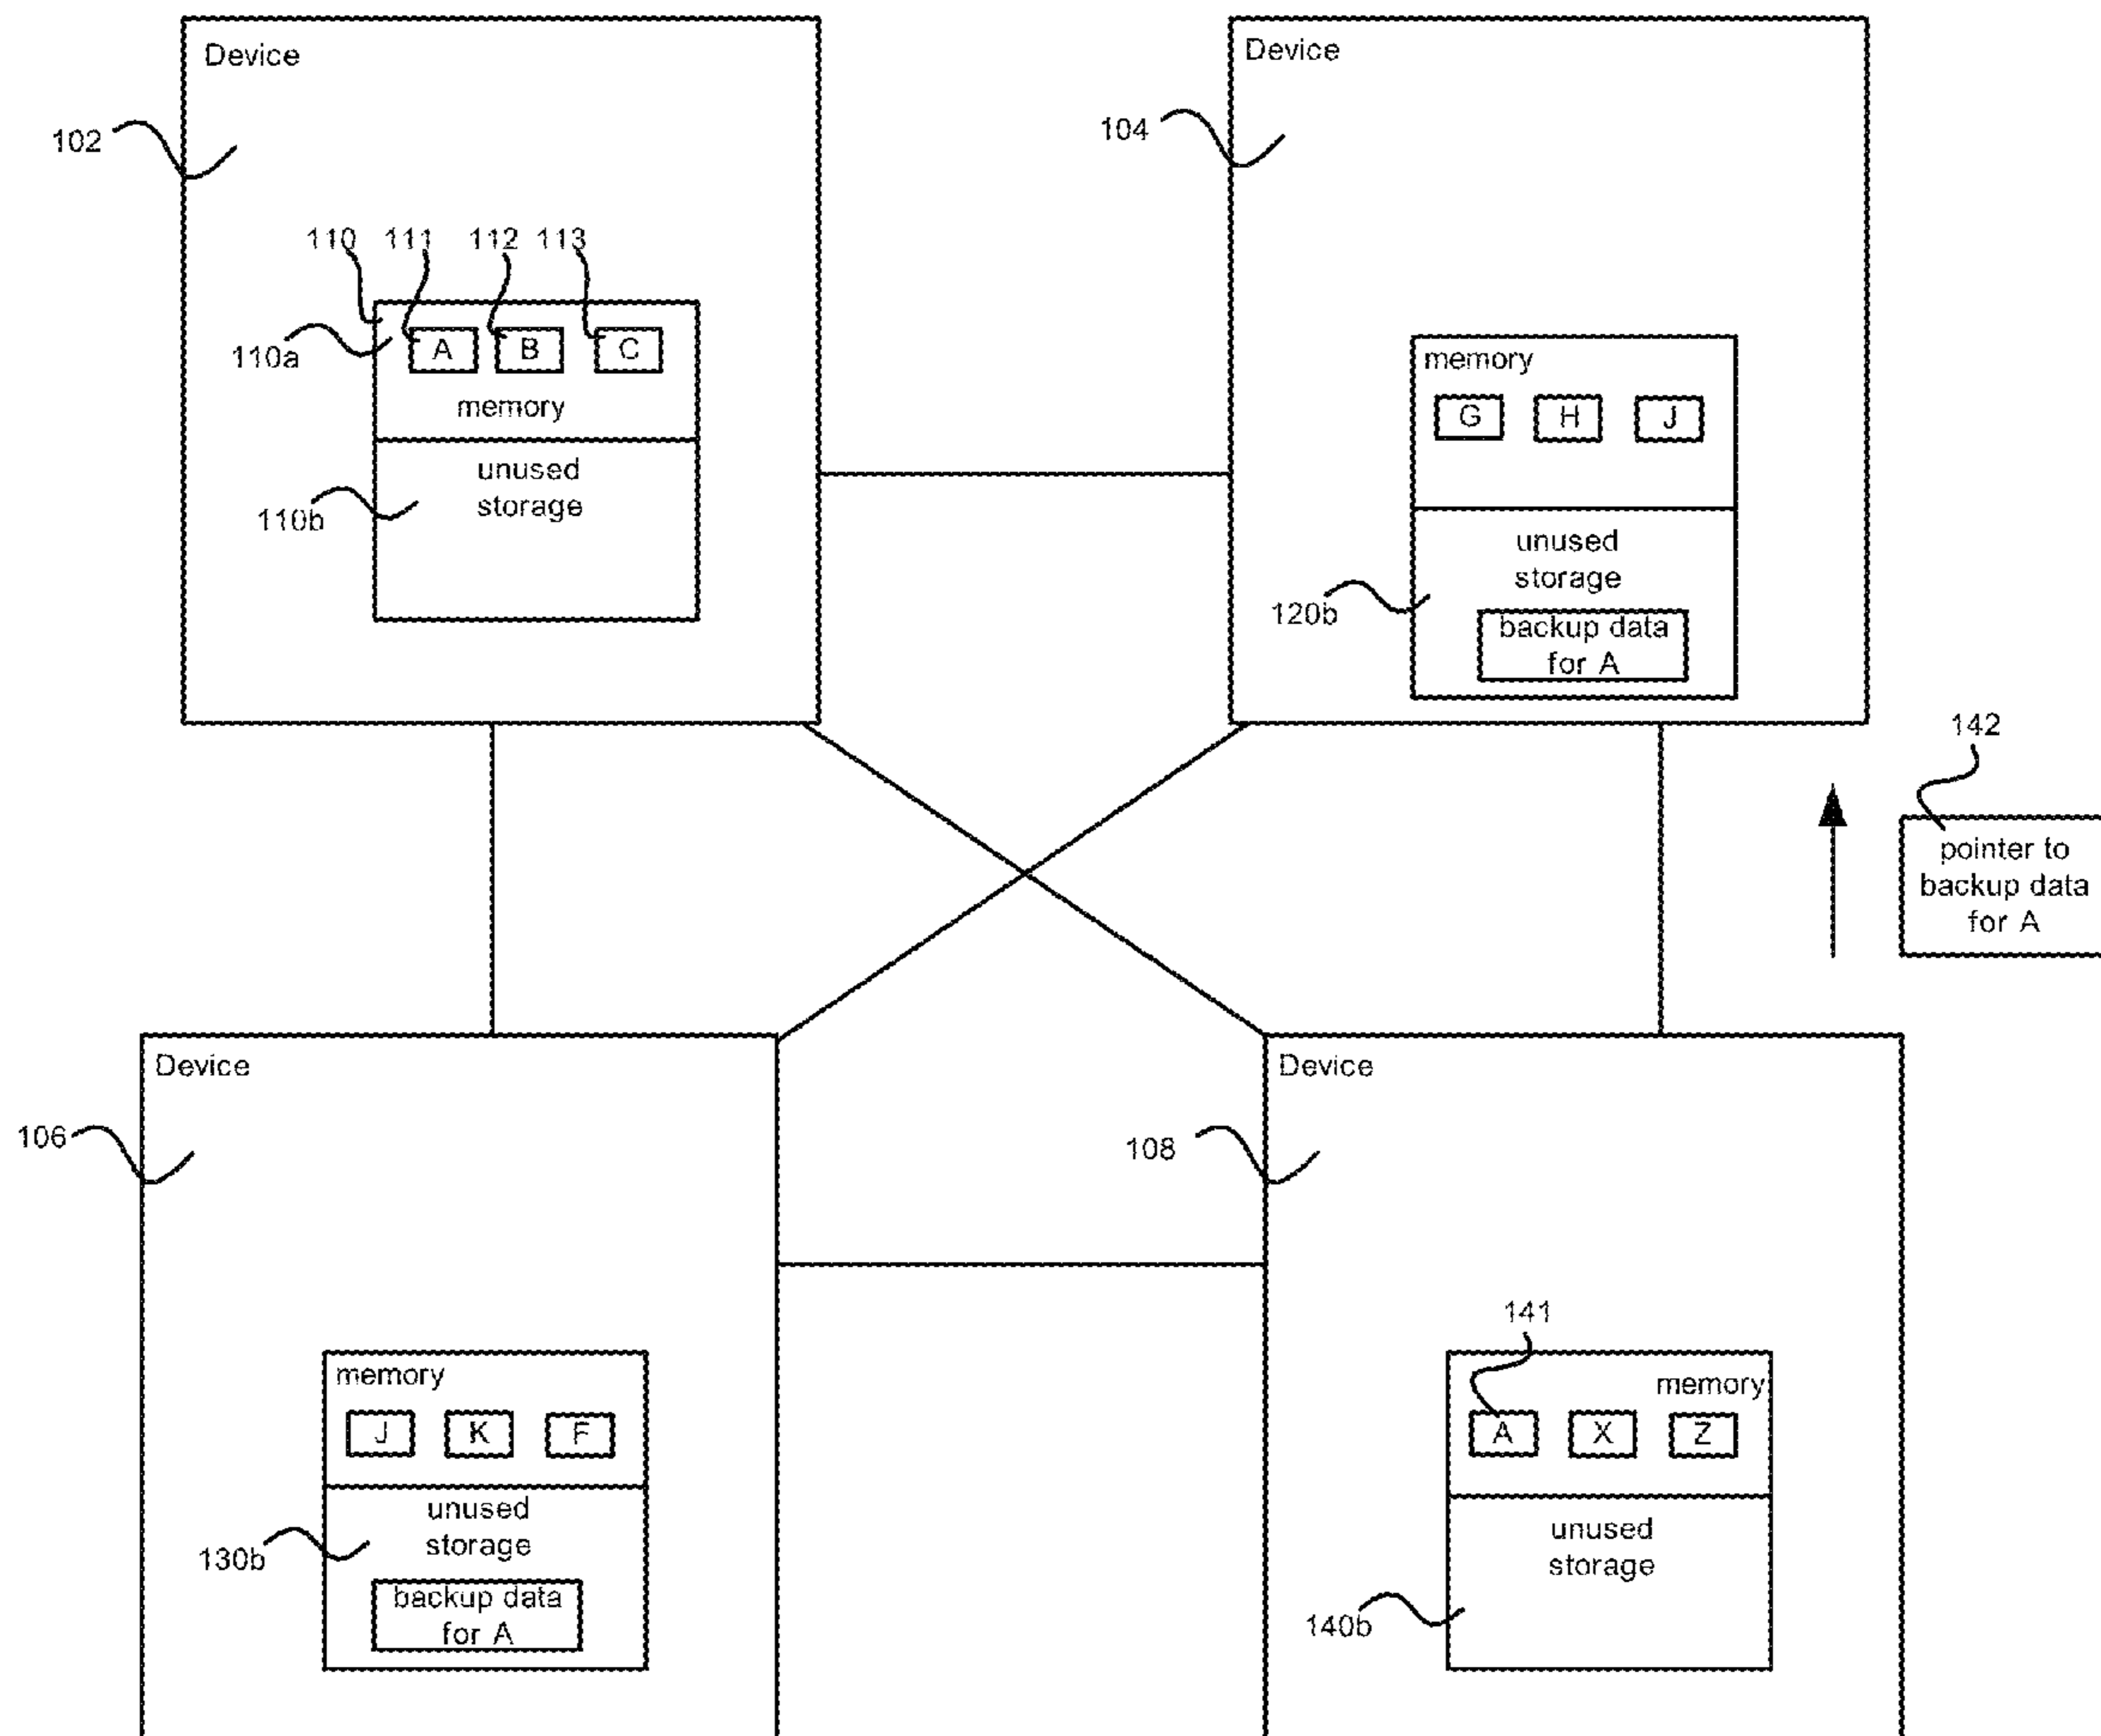 Device
Device
102
104
110 111 112 113
110a
A B C
memory
unused
storage
110b
memory
G H J
unused
storage
120b
backup data
for A
142
pointer to
backup data
for A
Device
Device
106
108
141
memory
J K F
unused
storage
130b
backup data
for A
memory
A X Z
unused
storage
140b